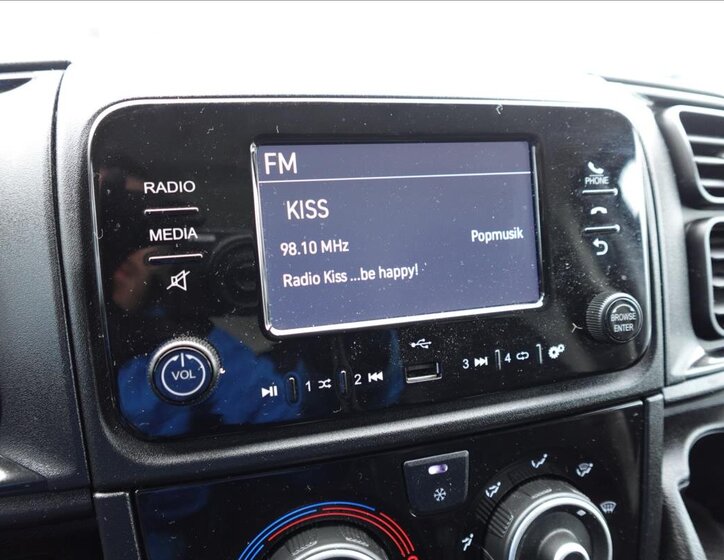 FM
KISS
98.10 MHz
Popmusik
Radio Kiss ...be happy!
RADIO
MEDIA
VOL
PHONE
BROWSE
ENTER
1
2
3
4